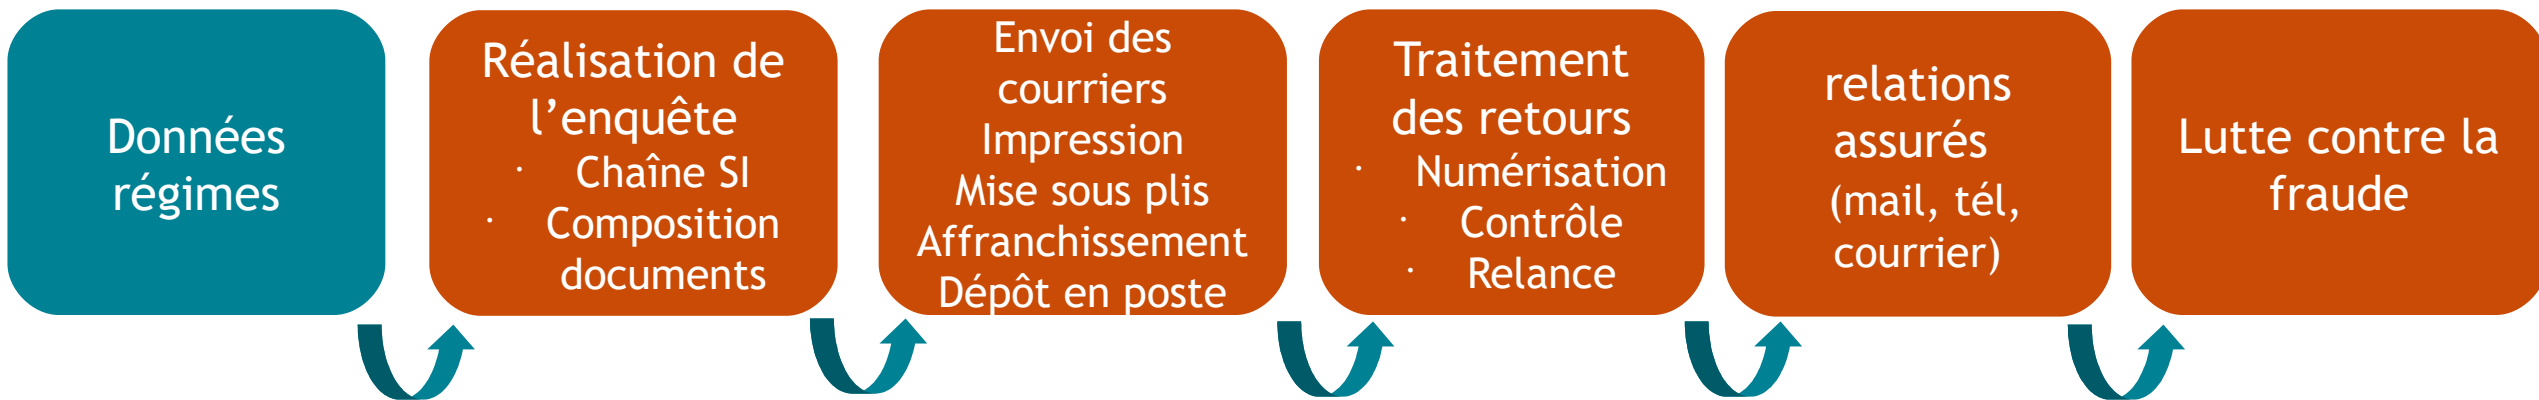 Données
régimes
Réalisation de
l’enquête
· Chaîne SI
· Composition
documents
Envoi des
courriers
Impression
Mise sous plis
Affranchissement
Dépôt en poste
Traitement
des retours
· Numérisation
· Contrôle
· Relance
relations
assurés
(mail, tél,
courrier)
Lutte contre la
fraude